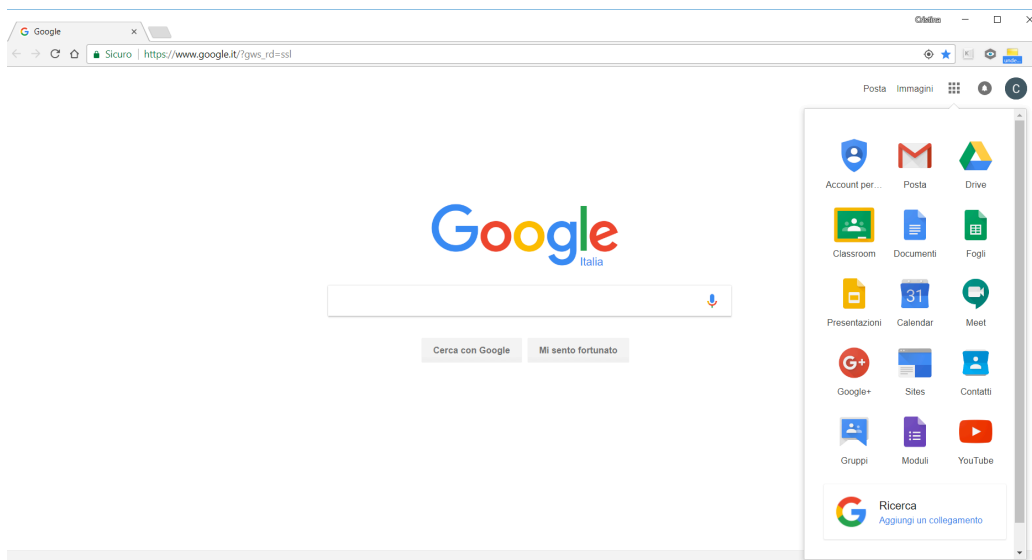 Cristina
Google
Sicuro | https://www.google.it/?gws_rd=ssl
unde...
Posta Immagini
C
Account per... Posta Drive
Google
Italia
Classroom Documenti Fogli
31
Presentazioni Calendar Meet
Cerca con Google Mi sento fortunato
G+
Google+ Sites Contatti
Gruppi Moduli YouTube
Ricerca
Aggiungi un collegamento